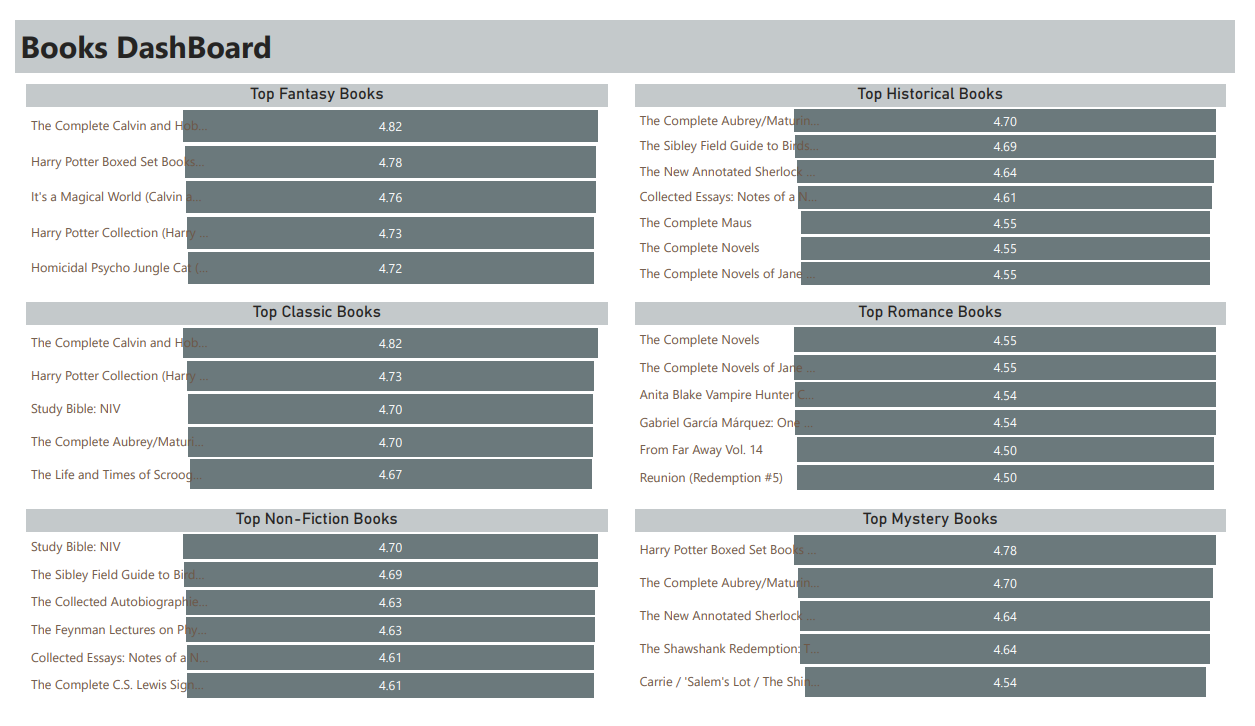 Books DashBoard
Top Fantasy Books
The Complete Calvin and Hob... 4.82
Harry Potter Boxed Set Books... 4.78
It's a Magical World (Calvin a... 4.76
Harry Potter Collection (Harry ... 4.73
Homicidal Psycho Jungle Cat (... 4.72
Top Historical Books
The Complete Aubrey/Maturin... 4.70
The Sibley Field Guide to Birds... 4.69
The New Annotated Sherlock ... 4.64
Collected Essays: Notes of a N... 4.61
The Complete Maus 4.55
The Complete Novels 4.55
The Complete Novels of Jane ... 4.55
Top Classic Books
The Complete Calvin and Hob... 4.82
Harry Potter Collection (Harry ... 4.73
Study Bible: NIV 4.70
The Complete Aubrey/Maturi... 4.70
The Life and Times of Scroog... 4.67
Top Romance Books
The Complete Novels 4.55
The Complete Novels of Jane ... 4.55
Anita Blake Vampire Hunter C... 4.54
Gabriel García Márquez: One ... 4.54
From Far Away Vol. 14 4.50
Reunion (Redemption #5) 4.50
Top Non-Fiction Books
Study Bible: NIV 4.70
The Sibley Field Guide to Bird... 4.69
The Collected Autobiographie... 4.63
The Feynman Lectures on Phy... 4.63
Collected Essays: Notes of a N... 4.61
The Complete C.S. Lewis Sign... 4.61
Top Mystery Books
Harry Potter Boxed Set Books ... 4.78
The Complete Aubrey/Maturin... 4.70
The New Annotated Sherlock ... 4.64
The Shawshank Redemption: T... 4.64
Carrie / 'Salem's Lot / The Shin... 4.54